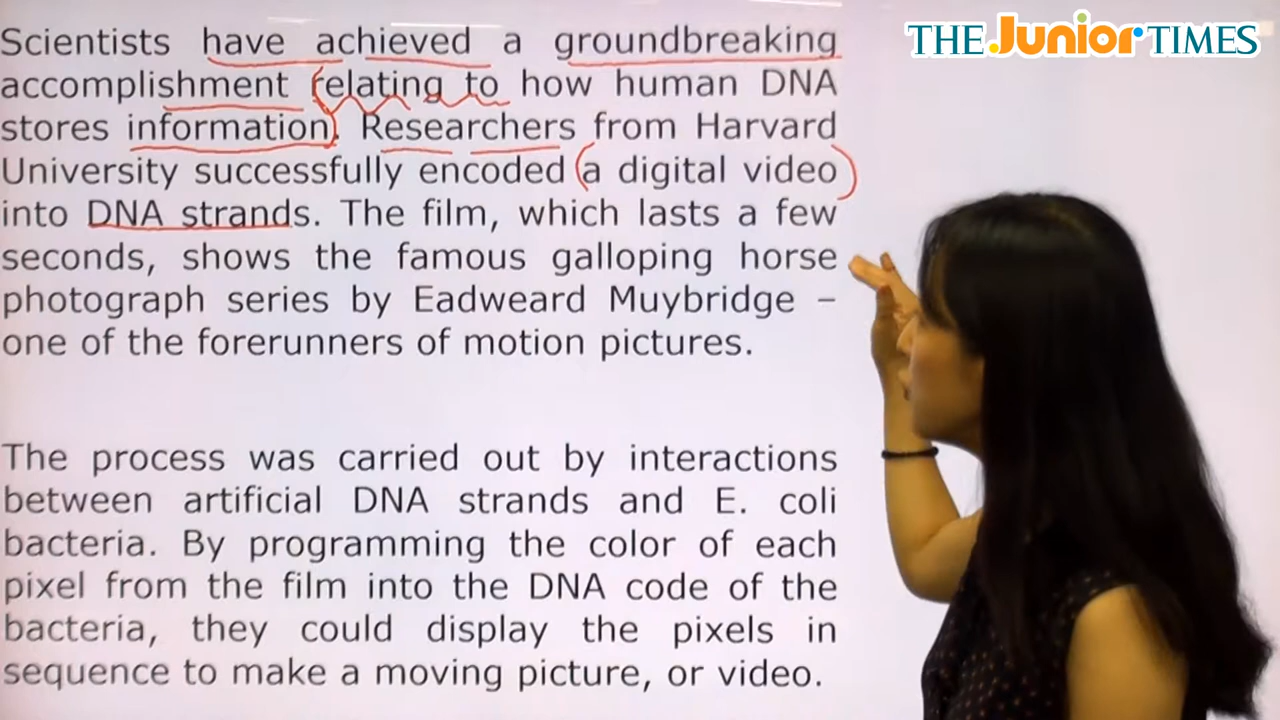 THE Junior TIMES
Scientists have achieved a groundbreaking
accomplishment relating to how human DNA
stores information. Researchers from Harvard
University successfully encoded a digital video
into DNA strands. The film, which lasts a few
seconds, shows the famous galloping horse
photograph series by Eadweard Muybridge –
one of the forerunners of motion pictures.
The process was carried out by interactions
between artificial DNA strands and E. coli
bacteria. By programming the color of each
pixel from the film into the DNA code of the
bacteria, they could display the pixels in
sequence to make a moving picture, or video.